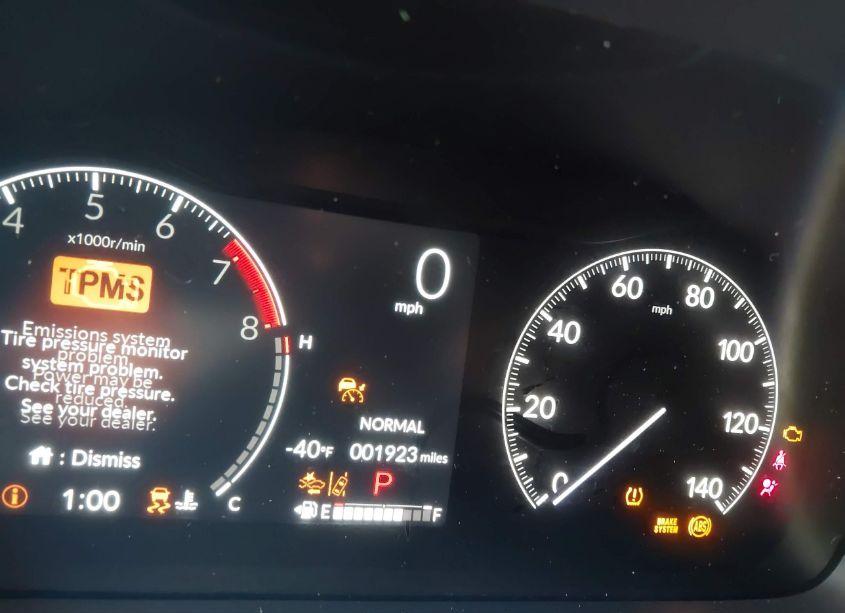 4
5
6
7
8
x1000r/min
TPMS
Emissions system
problem.
Power may be
reduced.
See your dealer.
Tire pressure monitor
system problem.
Check tire pressure.
See your dealer.
: Dismiss
1:00
H
C
0
mph
NORMAL
-40°F 001923 miles
P
E F
0
20
40
60
80
100
120
140
mph
BRAKE
SYSTEM
ABS